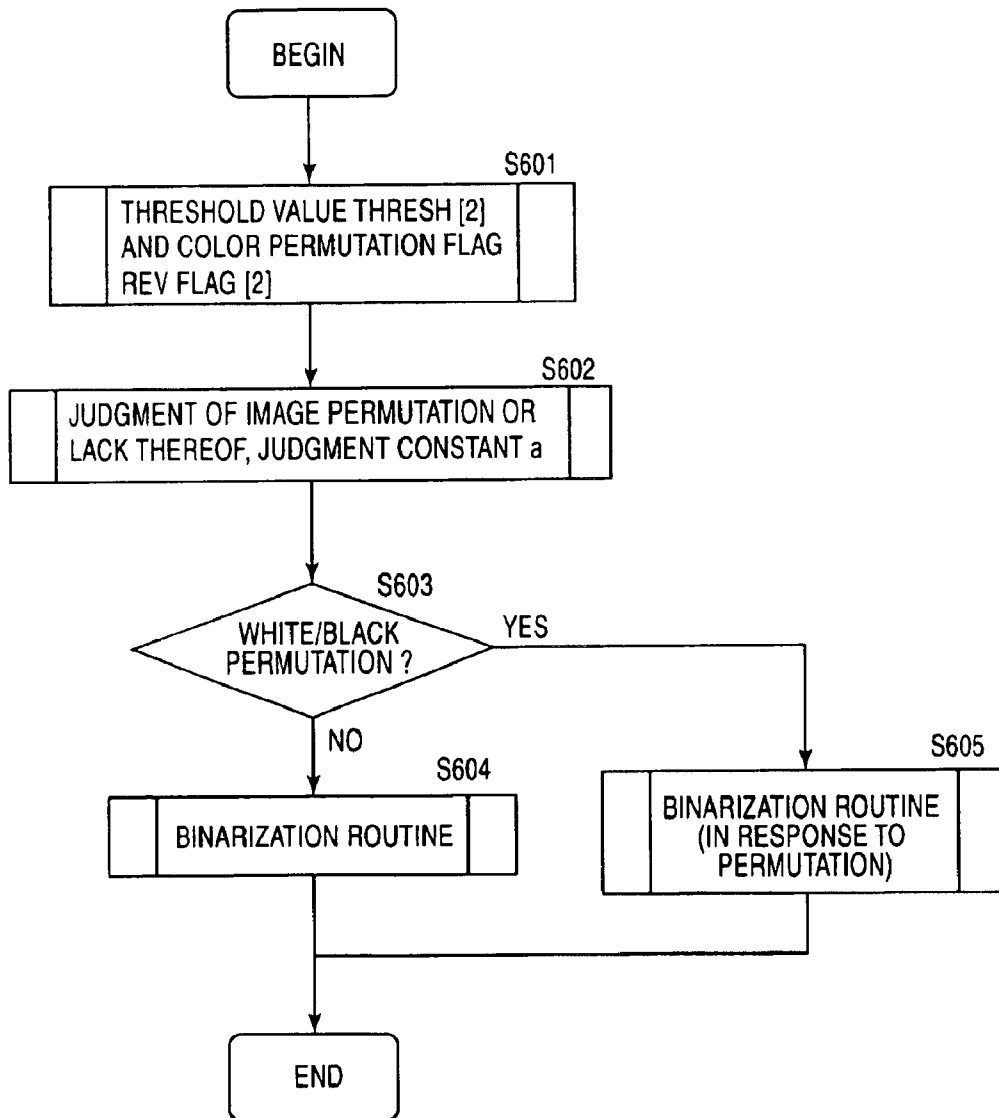 BEGIN
S601
THRESHOLD VALUE THRESH [2]
AND COLOR PERMUTATION FLAG
REV FLAG [2]
S602
JUDGMENT OF IMAGE PERMUTATION OR
LACK THEREOF, JUDGMENT CONSTANT a
S603
WHITE/BLACK
PERMUTATION ?
YES
NO
S604
BINARIZATION ROUTINE
S605
BINARIZATION ROUTINE
(IN RESPONSE TO
PERMUTATION)
END